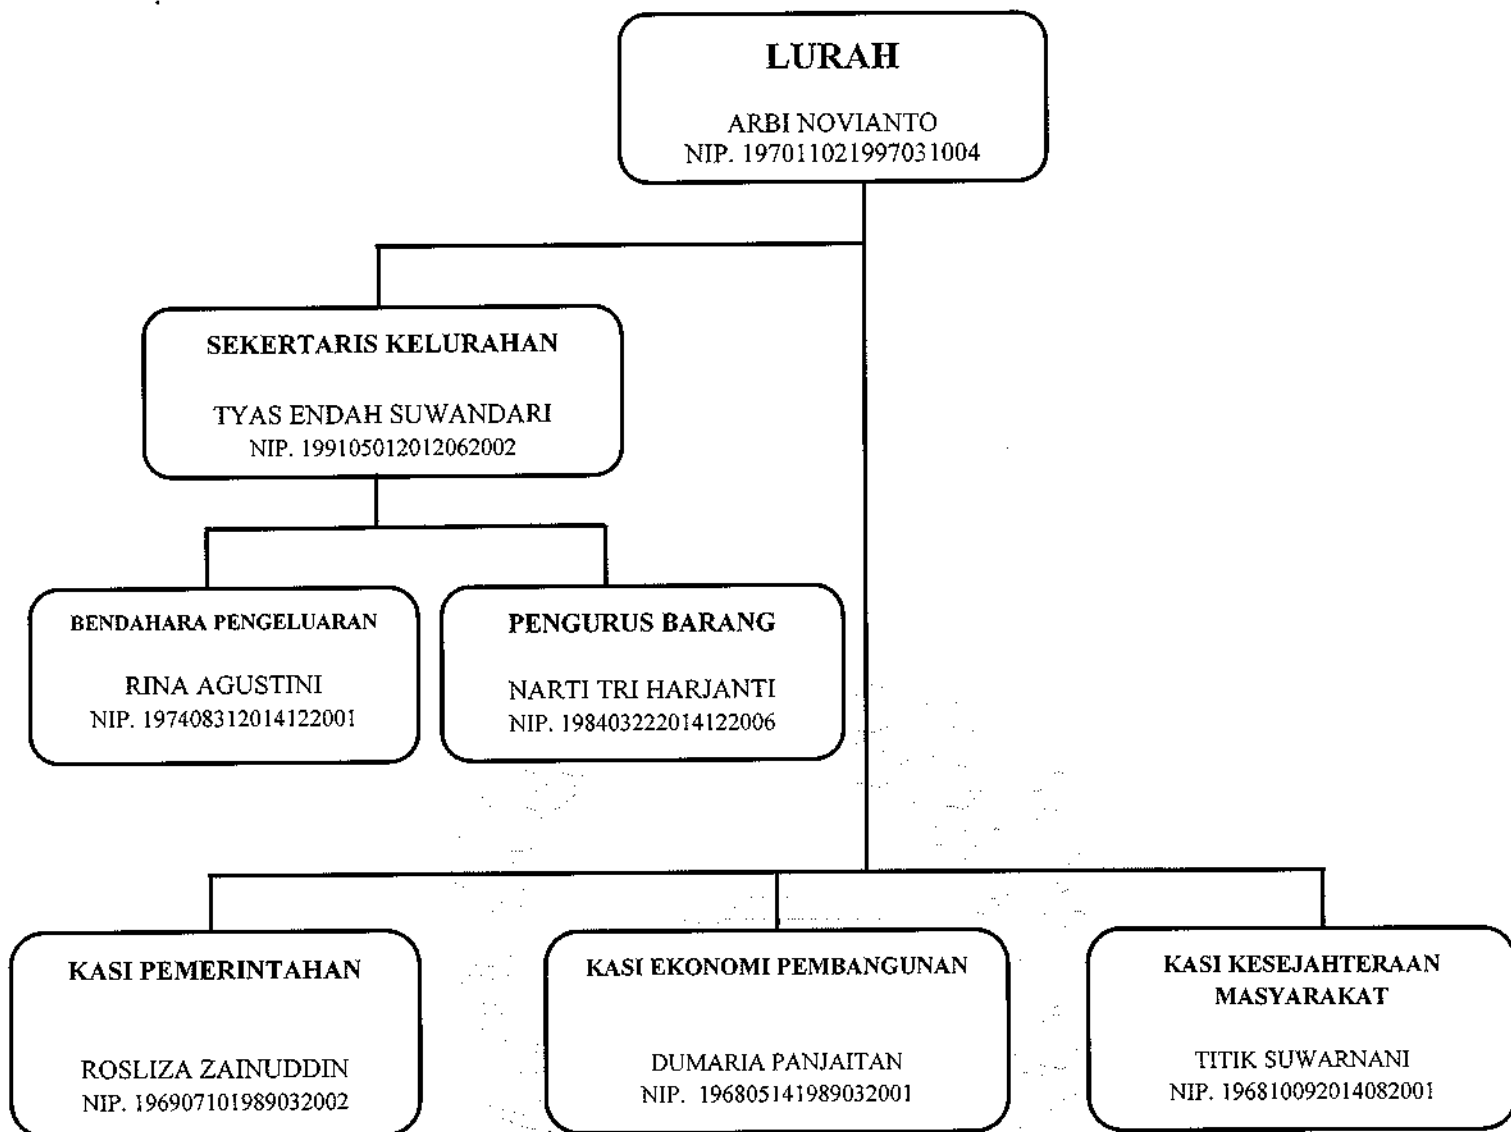 LURAH
ARBI NOVIANTO
NIP. 197011021997031004
SEKERTARIS KELURAHAN
TYAS ENDAH SUWANDARI
NIP. 199105012012062002
BENDAHARA PENGELUARAN
RINA AGUSTINI
NIP. 197408312014122001
PENGURUS BARANG
NARTI TRI HARJANTI
NIP. 198403222014122006
KASI PEMERINTAHAN
ROSLIZA ZAINUDDIN
NIP. 196907101989032002
KASI EKONOMI PEMBANGUNAN
DUMARIA PANJAITAN
NIP. 196805141989032001
KASI KESEJAHTERAAN
MASYARAKAT
TITIK SUWARNANI
NIP. 196810092014082001